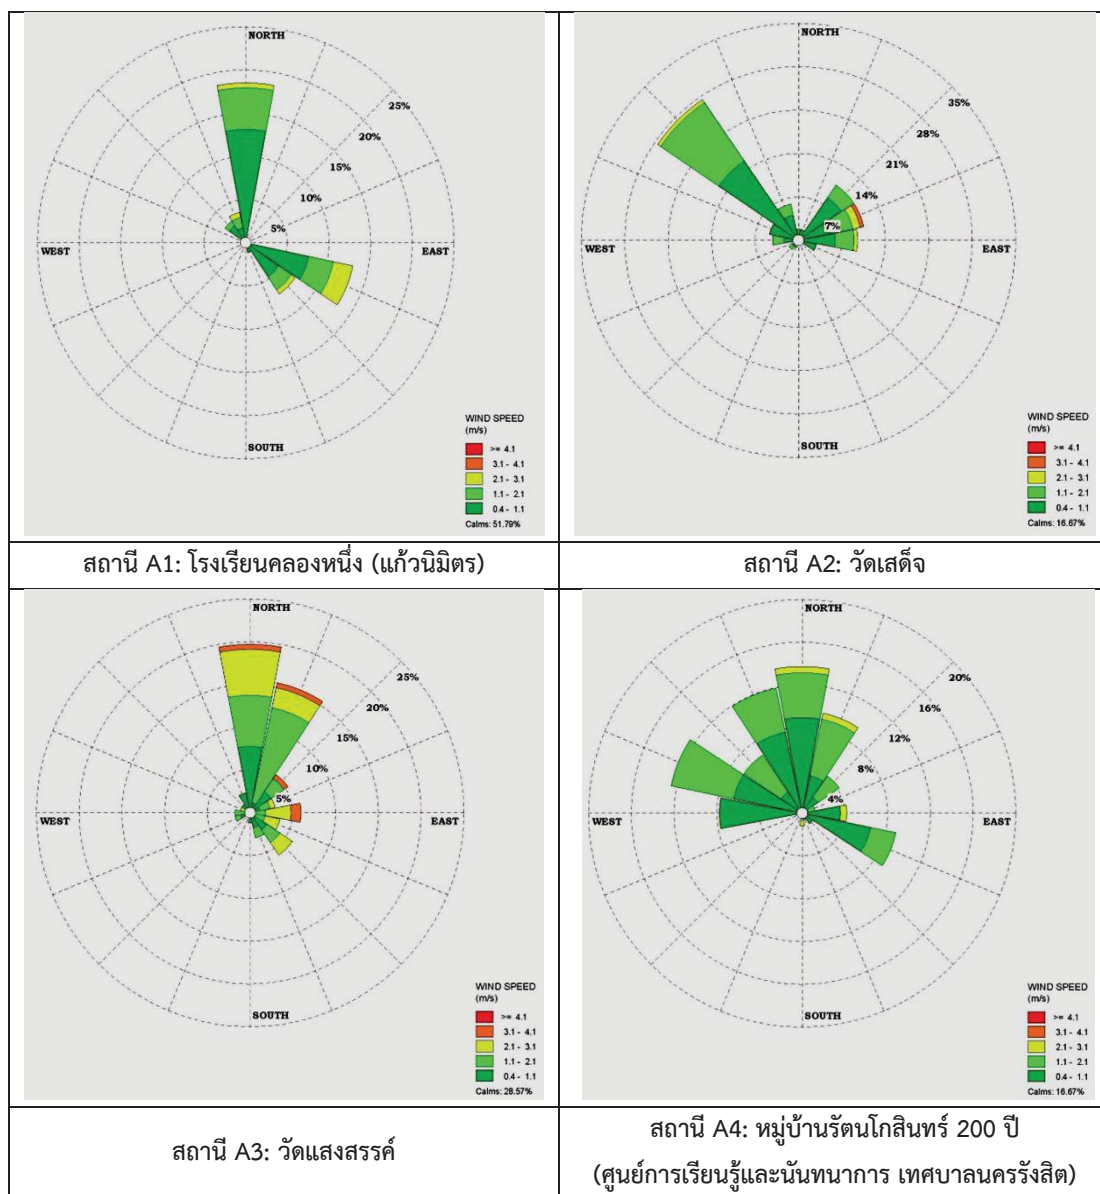 NORTH
25%
20%
15%
10%
5%
WEST
EAST
SOUTH
WIND SPEED
(m/s)
>= 4.1
3.1 - 4.1
2.1 - 3.1
1.1 - 2.1
0.4 - 1.1
Calms: 51.79%
สถานี A1: โรงเรียนคลองหนึ่ง (แก้วนิมิตร)
NORTH
35%
28%
21%
14%
7%
WEST
EAST
SOUTH
WIND SPEED
(m/s)
>= 4.1
3.1 - 4.1
2.1 - 3.1
1.1 - 2.1
0.4 - 1.1
Calms: 16.67%
สถานี A2: วัดเสด็จ
NORTH
25%
20%
15%
10%
5%
WEST
EAST
SOUTH
WIND SPEED
(m/s)
>= 4.1
3.1 - 4.1
2.1 - 3.1
1.1 - 2.1
0.4 - 1.1
Calms: 28.57%
สถานี A3: วัดแสงสรรค์
NORTH
20%
16%
12%
8%
4%
WEST
EAST
SOUTH
WIND SPEED
(m/s)
>= 4.1
3.1 - 4.1
2.1 - 3.1
1.1 - 2.1
0.4 - 1.1
Calms: 16.67%
สถานี A4: หมู่บ้านรัตนโกสินทร์ 200 ปี
(ศูนย์การเรียนรู้และนันทนาการ เทศบาลนครรังสิต)